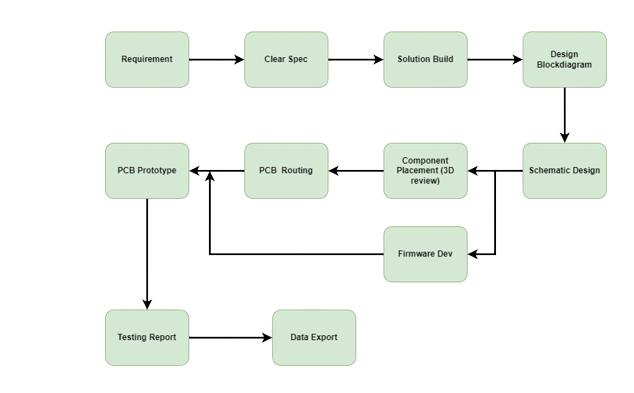 Requirement
Clear Spec
Solution Build
Design
Blockdiagram
PCB Prototype
PCB  Routing
Component
Placement (3D
review)
Schematic Design
Firmware Dev
Testing Report
Data Export